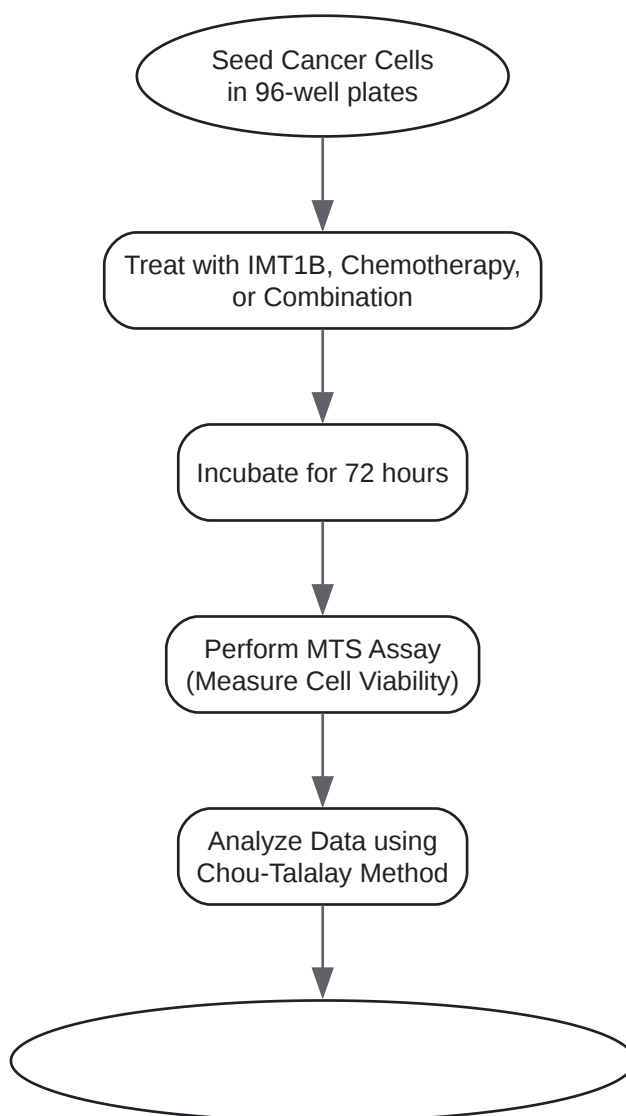 Seed Cancer Cells
in 96-well plates
Treat with IMT1B, Chemotherapy,
or Combination
Incubate for 72 hours
Perform MTS Assay
(Measure Cell Viability)
Analyze Data using
Chou-Talalay Method